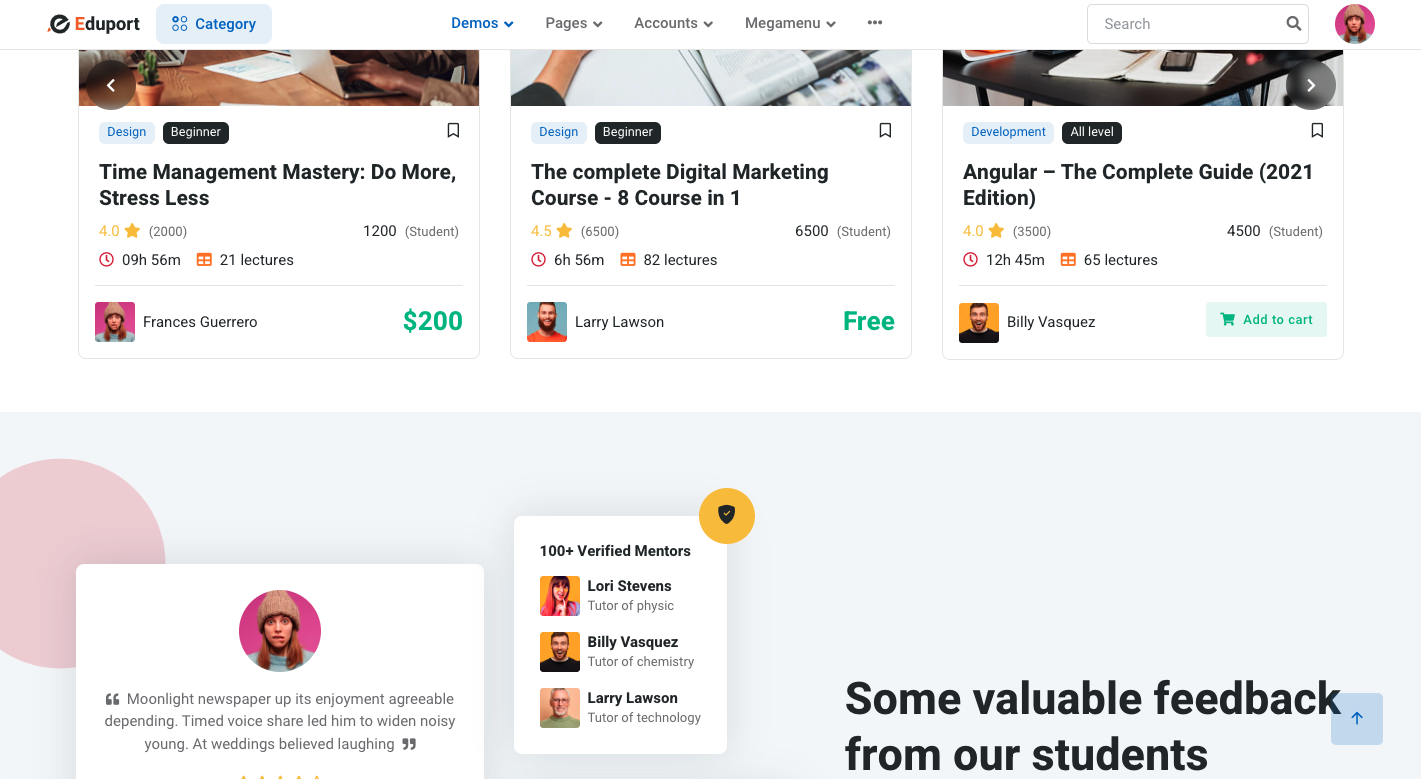 Eduport
Category
Demos
Pages
Accounts
Megamenu
Search
Design
Beginner
Time Management Mastery: Do More,
Stress Less
4.0 (2000)
1200 (Student)
09h 56m
21 lectures
Frances Guerrero
$200
Design
Beginner
The complete Digital Marketing
Course - 8 Course in 1
4.5 (6500)
6500 (Student)
6h 56m
82 lectures
Larry Lawson
Free
Development
All level
Angular – The Complete Guide (2021
Edition)
4.0 (3500)
4500 (Student)
12h 45m
65 lectures
Billy Vasquez
Add to cart
❝ Moonlight newspaper up its enjoyment agreeable
depending. Timed voice share led him to widen noisy
young. At weddings believed laughing ❞
100+ Verified Mentors
Lori Stevens
Tutor of physic
Billy Vasquez
Tutor of chemistry
Larry Lawson
Tutor of technology
Some valuable feedback
from our students